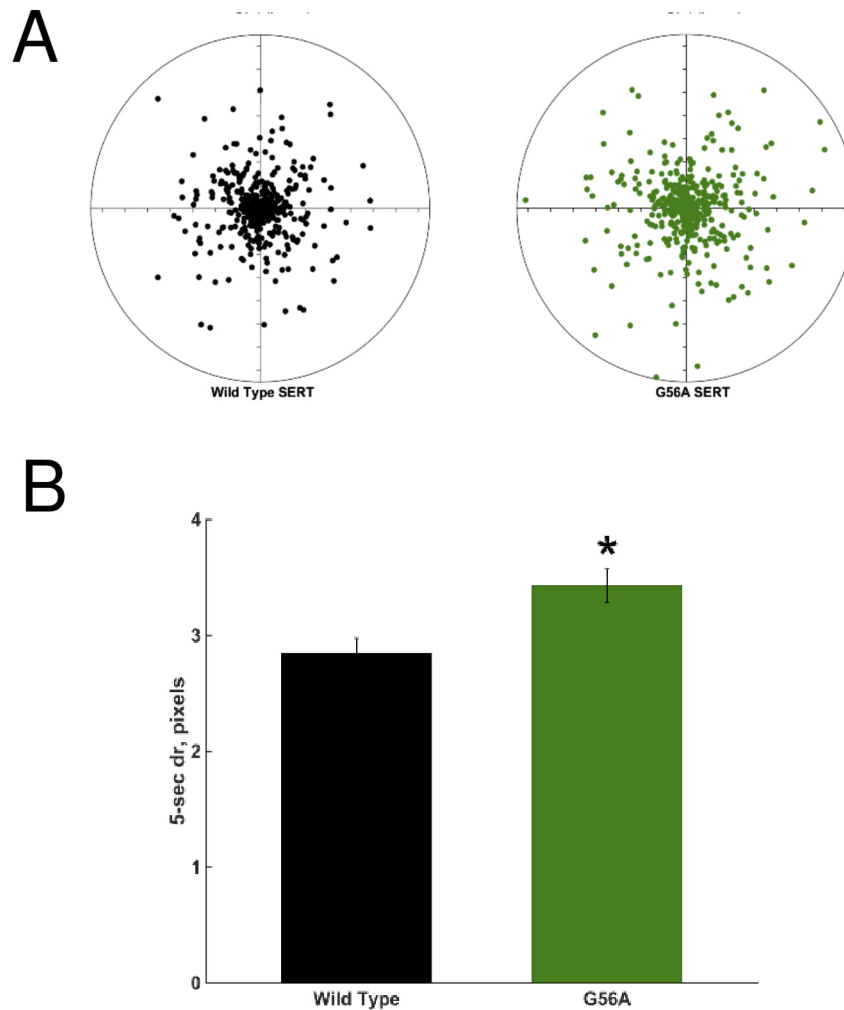 A
Wild Type SERT
G56A SERT
B
5-sec dr, pixels
4
*
3
2
1
0
Wild Type
G56A